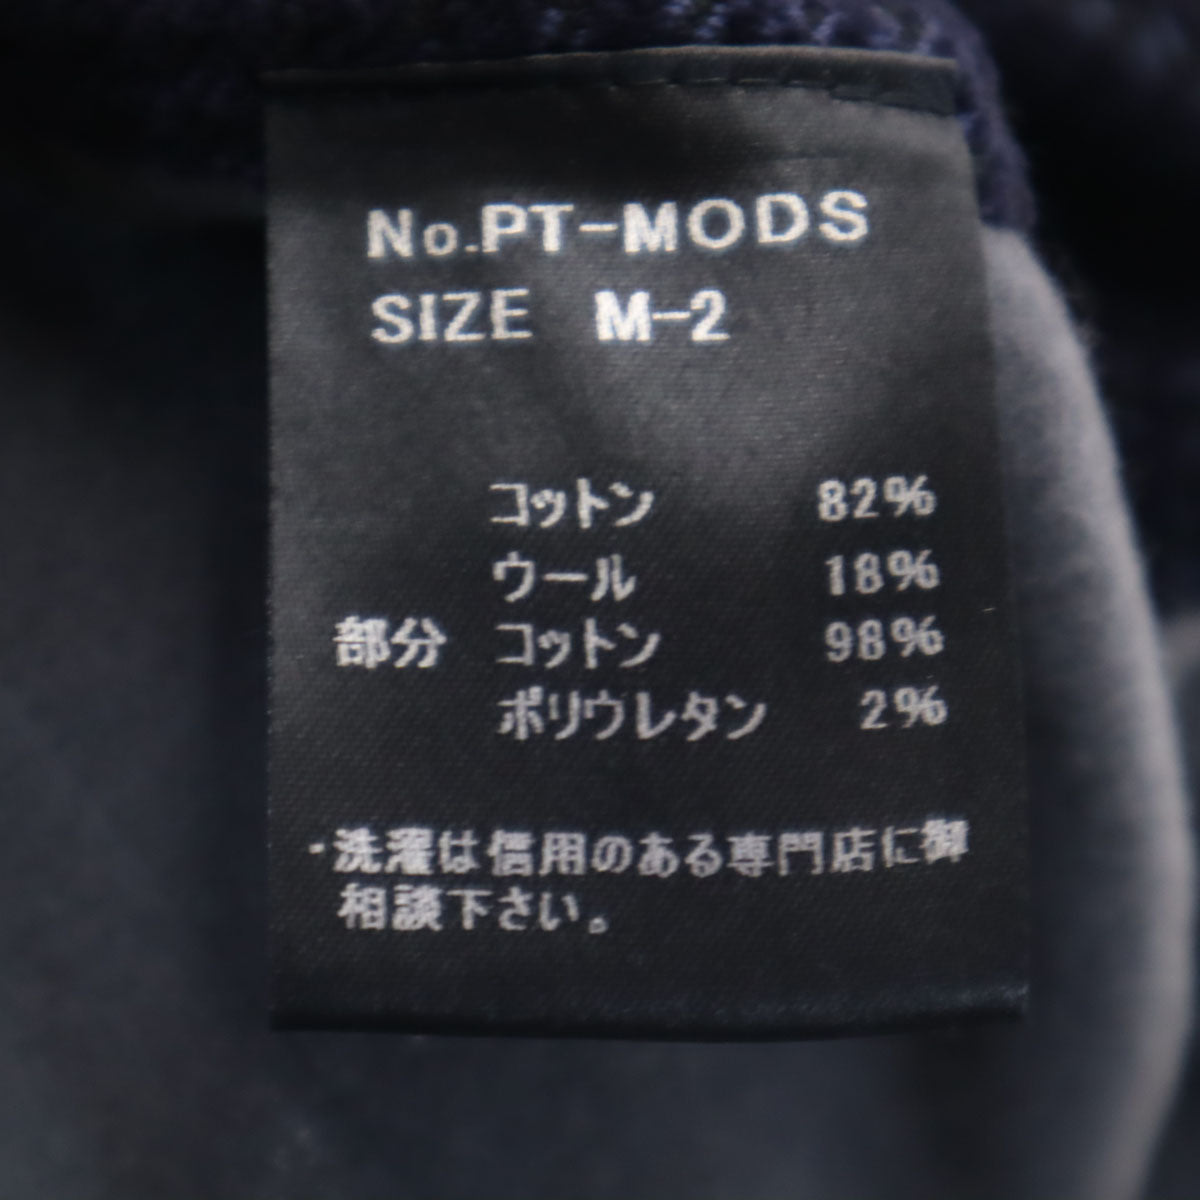 No.PT-MODS
SIZE M-2
コットン 82%
ウール 18%
部分 コットン 98%
ポリウレタン 2%
・洗濯は信用のある専門店に御
相談下さい。